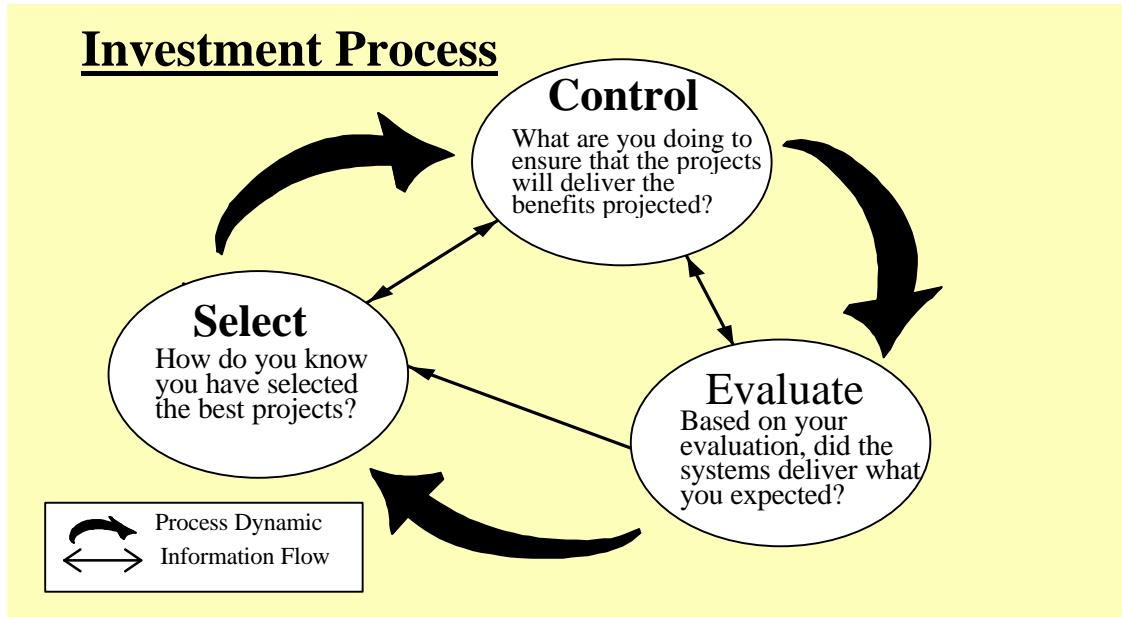 Investment Process
Control
What are you doing to
ensure that the projects
will deliver the
benefits projected?
Select
How do you know
you have selected
the best projects?
Evaluate
Based on your
evaluation, did the
systems deliver what
you expected?
Process Dynamic
Information Flow